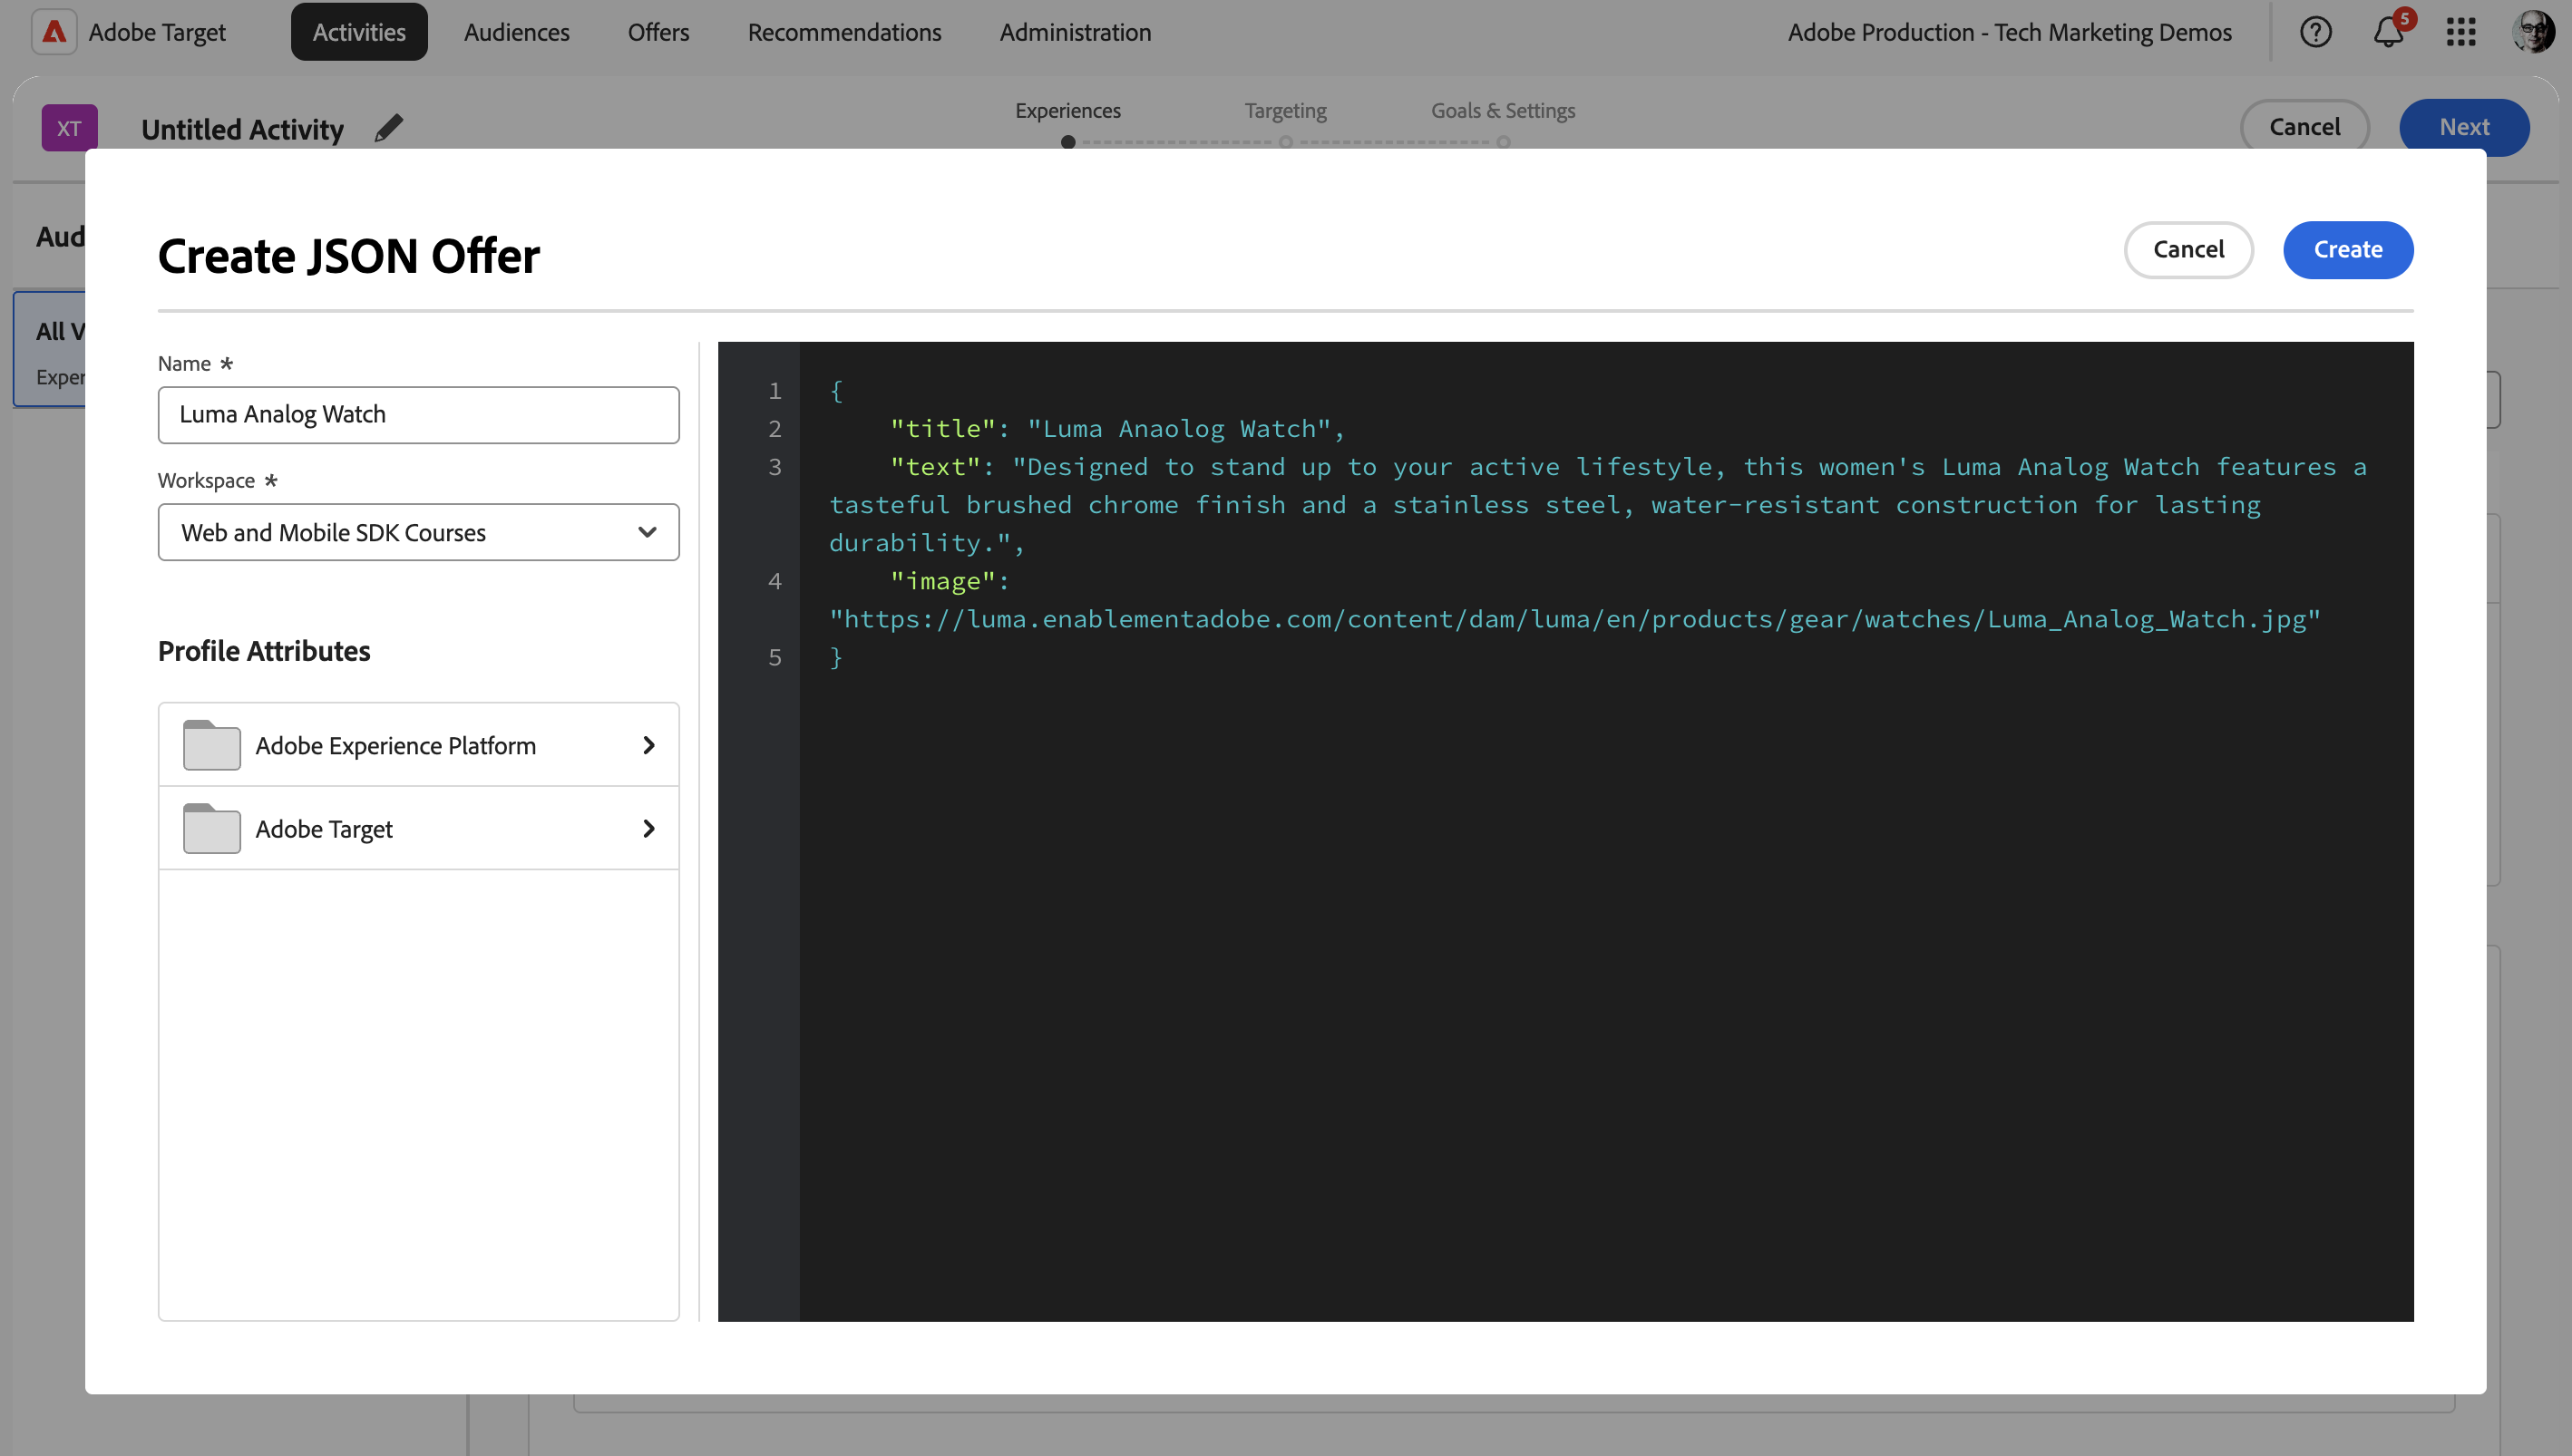 Adobe Target Activities Audiences Offers Recommendations Administration Adobe Production - Tech Marketing Demos 5
XT Untitled Activity Experiences Targeting Goals & Settings Cancel Next
Aud
All V
Exper
Create JSON Offer Cancel Create
Name *
Luma Analog Watch
Workspace *
Web and Mobile SDK Courses
Profile Attributes
Adobe Experience Platform
Adobe Target
1 {
2 "title": "Luma Anaolog Watch",
3 "text": "Designed to stand up to your active lifestyle, this women's Luma Analog Watch features a
tasteful brushed chrome finish and a stainless steel, water-resistant construction for lasting
durability.",
4 "image":
"https://luma.enablementadobe.com/content/dam/luma/en/products/gear/watches/Luma_Analog_Watch.jpg"
5 }